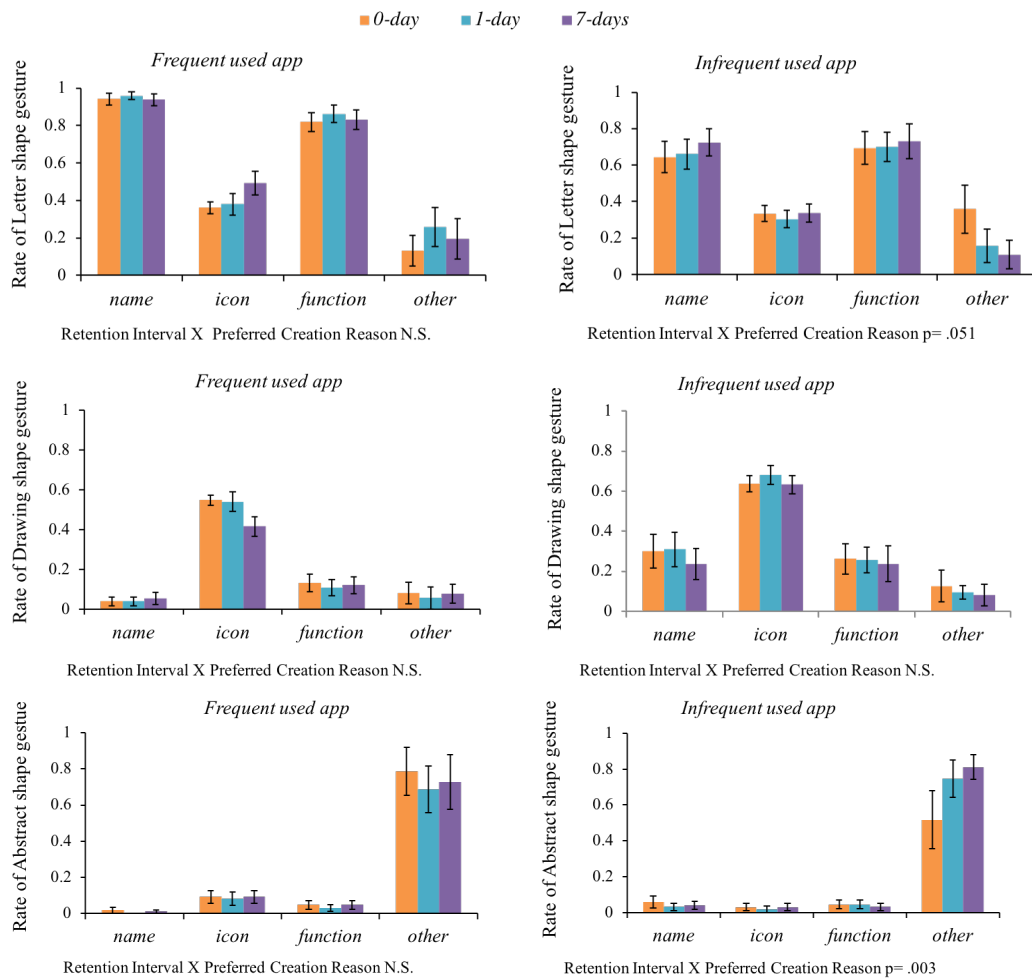 0-day 1-day 7-days
Frequent used app
Rate of Letter shape gesture
1
0.8
0.6
0.4
0.2
0
name icon function other
Retention Interval X Preferred Creation Reason N.S.
Infrequent used app
Rate of Letter shape gesture
1
0.8
0.6
0.4
0.2
0
name icon function other
Retention Interval X Preferred Creation Reason p= .051
Frequent used app
Rate of Drawing shape gesture
1
0.8
0.6
0.4
0.2
0
name icon function other
Retention Interval X Preferred Creation Reason N.S.
Infrequent used app
Rate of Drawing shape gesture
1
0.8
0.6
0.4
0.2
0
name icon function other
Retention Interval X Preferred Creation Reason N.S.
Frequent used app
Rate of Abstract shape gestue
1
0.8
0.6
0.4
0.2
0
name icon function other
Retention Interval X Preferred Creation Reason N.S.
Infrequent used app
Rate of Abstract shape gesture
1
0.8
0.6
0.4
0.2
0
name icon function other
Retention Interval X Preferred Creation Reason p= .003